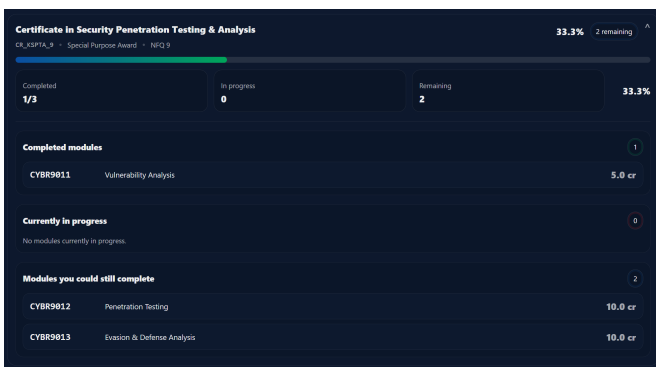 Certificate in Security Penetration Testing & Analysis
33.3% 2 remaining ^
CR_KSPTA_9 • Special Purpose Award • NFQ 9
Completed
1/3
In progress
0
Remaining
2
33.3%
Completed modules 1
CYBR9011 Vulnerability Analysis 5.0 cr
Currently in progress 0
No modules currently in progress.
Modules you could still complete 2
CYBR9012 Penetration Testing 10.0 cr
CYBR9013 Evasion & Defense Analysis 10.0 cr